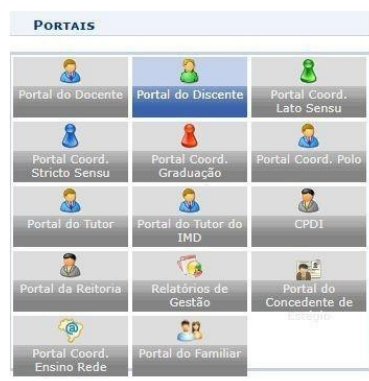 PORTAIS
Portal do Docente
Portal do Discente
Portal Coord.
Lato Sensu
Portal Coord.
Stricto Sensu
Portal Coord.
Graduação
Portal Coord. Polo
Portal do Tutor
Portal do Tutor do
IMD
CPDI
Portal da Reitoria
Relatórios de
Gestão
Portal do
Concedente de
Estágio
Portal Coord.
Ensino Rede
Portal do Familiar